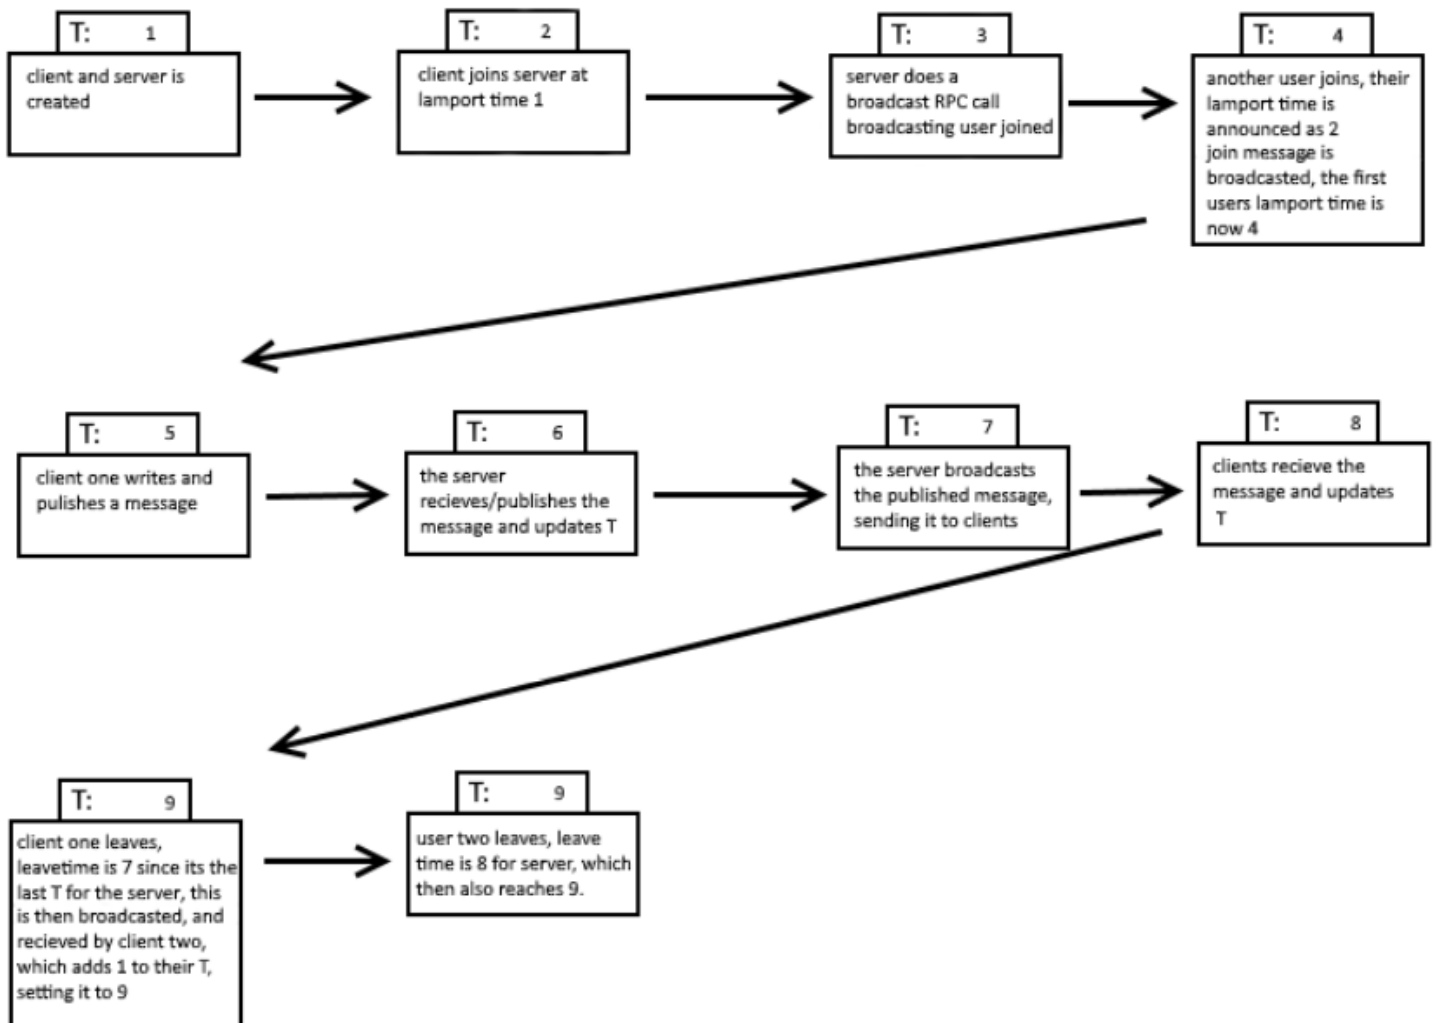 T: 1
client and server is
created
T: 2
client joins server at
lamport time 1
T: 3
server does a
broadcast RPC call
broadcasting user joined
T: 4
another user joins, their
lamport time is
announced as 2
join message is
broadcasted, the first
users lamport time is
now 4
T: 5
client one writes and
pulishes a message
T: 6
the server
recieves/publishes the
message and updates T
T: 7
the server broadcasts
the published message,
sending it to clients
T: 8
clients recieve the
message and updates
T
T: 9
client one leaves,
leavetime is 7 since its the
last T for the server, this
is then broadcasted, and
recieved by client two,
which adds 1 to their T,
setting it to 9
T: 9
user two leaves, leave
time is 8 for server, which
then also reaches 9.